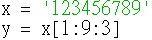 x = '123456789'
y = x[1:9:3]